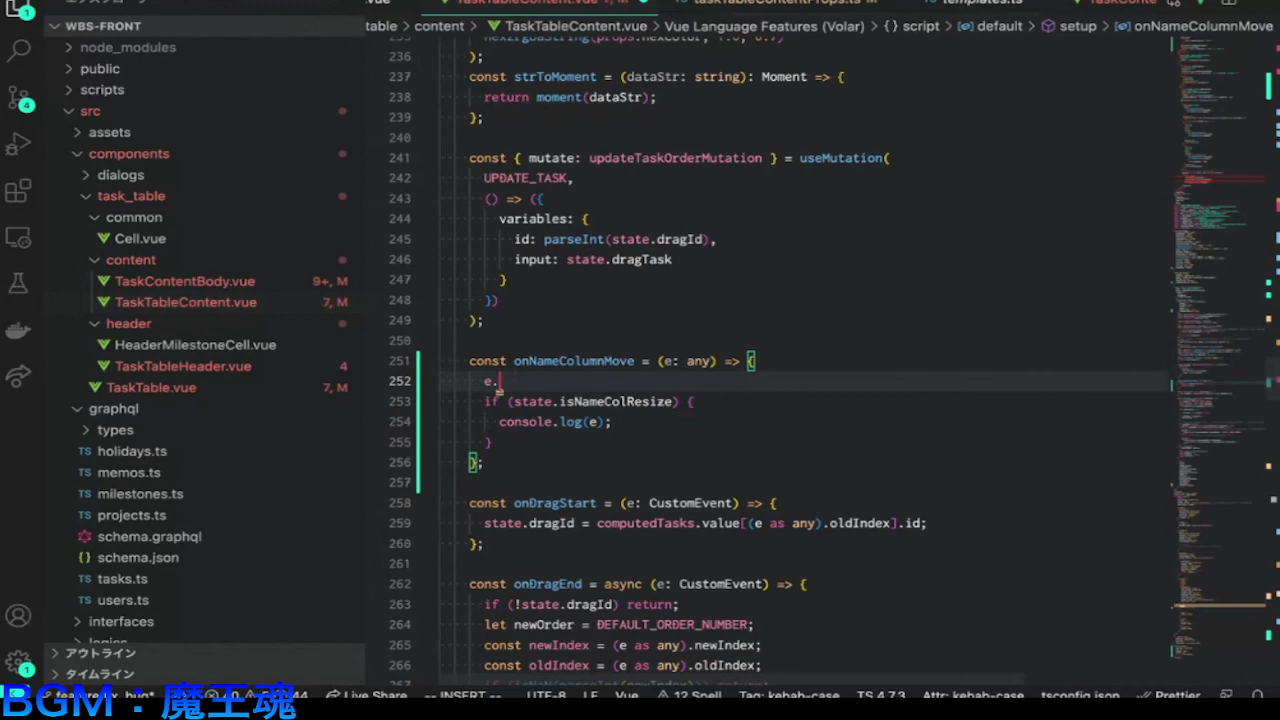 WBS-FRONT
node_modules
public
scripts
src
assets
components
dialogs
task_table
common
Cell.vue
content
TaskContentBody.vue 9+, M
TaskTableContent.vue 7, M
header
HeaderMilestoneCell.vue
TaskTableHeader.vue 4
TaskTable.vue 7, M
graphql
types
holidays.ts
memos.ts
milestones.ts
projects.ts
schema.graphql
schema.json
tasks.ts
users.ts
interfaces
アウトライン
タイムライン
table > content > TaskTableContent.vue > Vue Language Features (Volar) > {} script > default > setup > onNameColumnMove
236 );
237 const strToMoment = (dataStr: string): Moment => {
238 return moment(dataStr);
239 };
240
241 const { mutate: updateTaskOrderMutation } = useMutation(
242 UPDATE_TASK,
243 () => ({
244 variables: {
245 id: parseInt(state.dragId),
246 input: state.dragTask
247 }
248 })
249 );
250
251 const onNameColumnMove = (e: any) => {
252 e.
253 if (state.isNameColResize) {
254 console.log(e);
255 }
256 };
257
258 const onDragStart = (e: CustomEvent) => {
259 state.dragId = computedTasks.value[(e as any).oldIndex].id;
260 };
261
262 const onDragEnd = async (e: CustomEvent) => {
263 if (!state.dragId) return;
264 let newOrder = DEFAULT_ORDER_NUMBER;
265 const newIndex = (e as any).newIndex;
266 const oldIndex = (e as any).oldIndex;
Live Share -- INSERT -- UTF-8 LF Vue 12 Spell Tag: kebab-case TS 4.7.3 Attr: kebab-case tsconfig.json Prettier
BGM：魔王魂